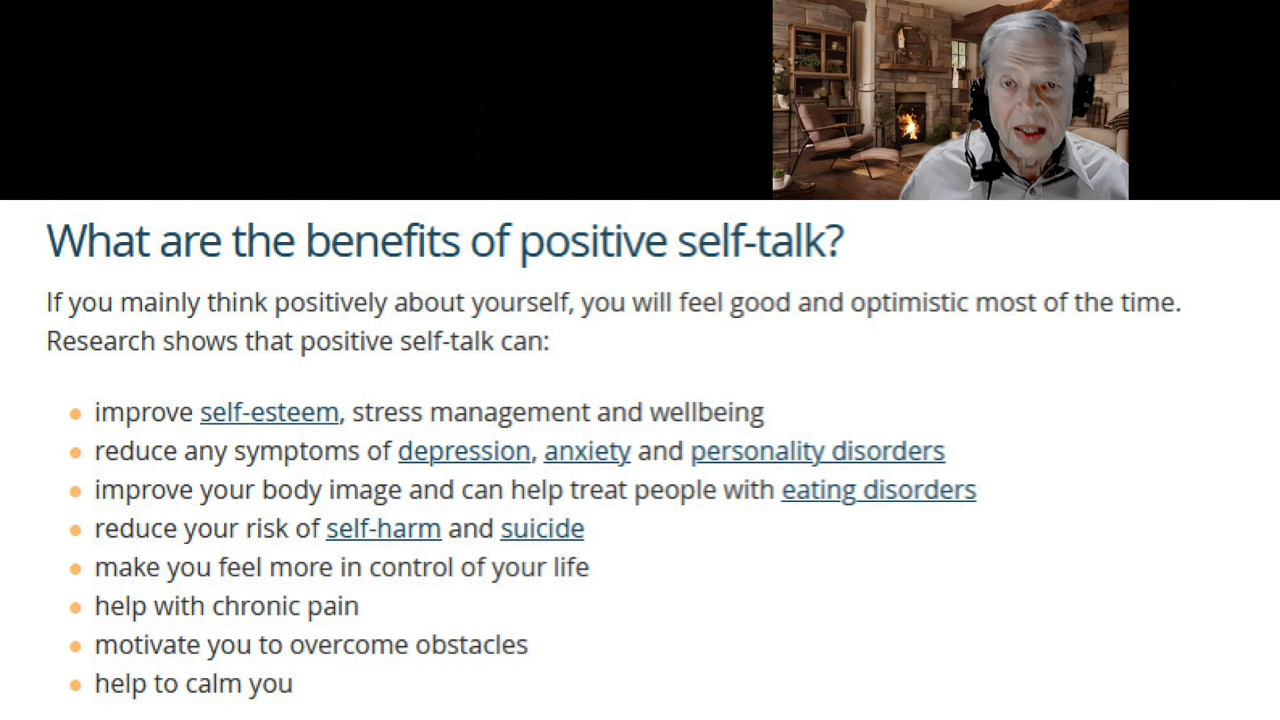 What are the benefits of positive self-talk?
If you mainly think positively about yourself, you will feel good and optimistic most of the time.
Research shows that positive self-talk can:
improve self-esteem, stress management and wellbeing
reduce any symptoms of depression, anxiety and personality disorders
improve your body image and can help treat people with eating disorders
reduce your risk of self-harm and suicide
make you feel more in control of your life
help with chronic pain
motivate you to overcome obstacles
help to calm you